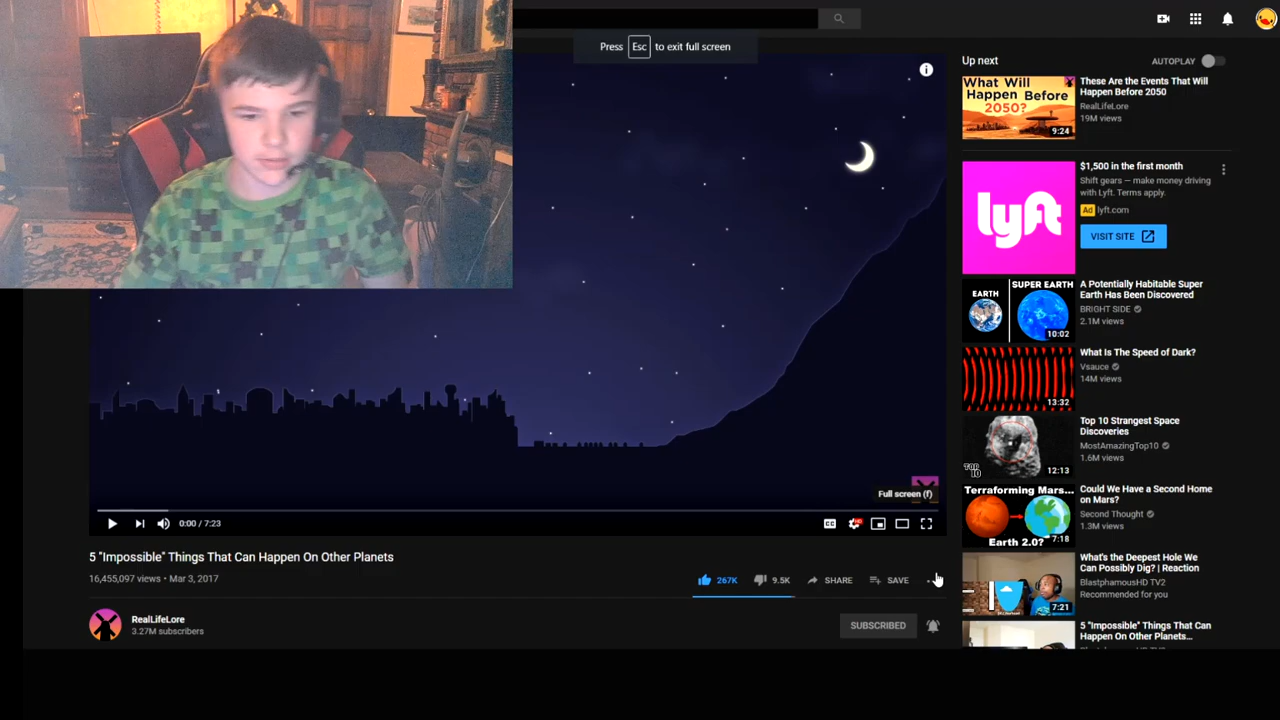 Press Esc to exit full screen
Up next
AUTOPLAY
What Will
Happen Before
2050?
9:24
These Are the Events That Will
Happen Before 2050
RealLifeLore
19M views
lyft
$1,500 in the first month
Shift gears — make money driving
with Lyft. Terms apply.
Ad lyft.com
VISIT SITE
EARTH
SUPER EARTH
10:02
A Potentially Habitable Super
Earth Has Been Discovered
BRIGHT SIDE
2.1M views
13:32
What Is The Speed of Dark?
Vsauce
14M views
TOP
10
12:13
Top 10 Strangest Space
Discoveries
MostAmazingTop10
1.6M views
Terraforming Mars...
Earth 2.0?
7:18
Could We Have a Second Home
on Mars?
Second Thought
1.3M views
7:21
What's the Deepest Hole We
Can Possibly Dig? | Reaction
BlastphamousHD TV2
Recommended for you
5 "Impossible" Things That Can
Happen On Other Planets...
Full screen (f)
0:00 / 7:23
CC
HD
5 "Impossible" Things That Can Happen On Other Planets
16,455,097 views • Mar 3, 2017
267K
9.5K
SHARE
SAVE
RealLifeLore
3.27M subscribers
SUBSCRIBED